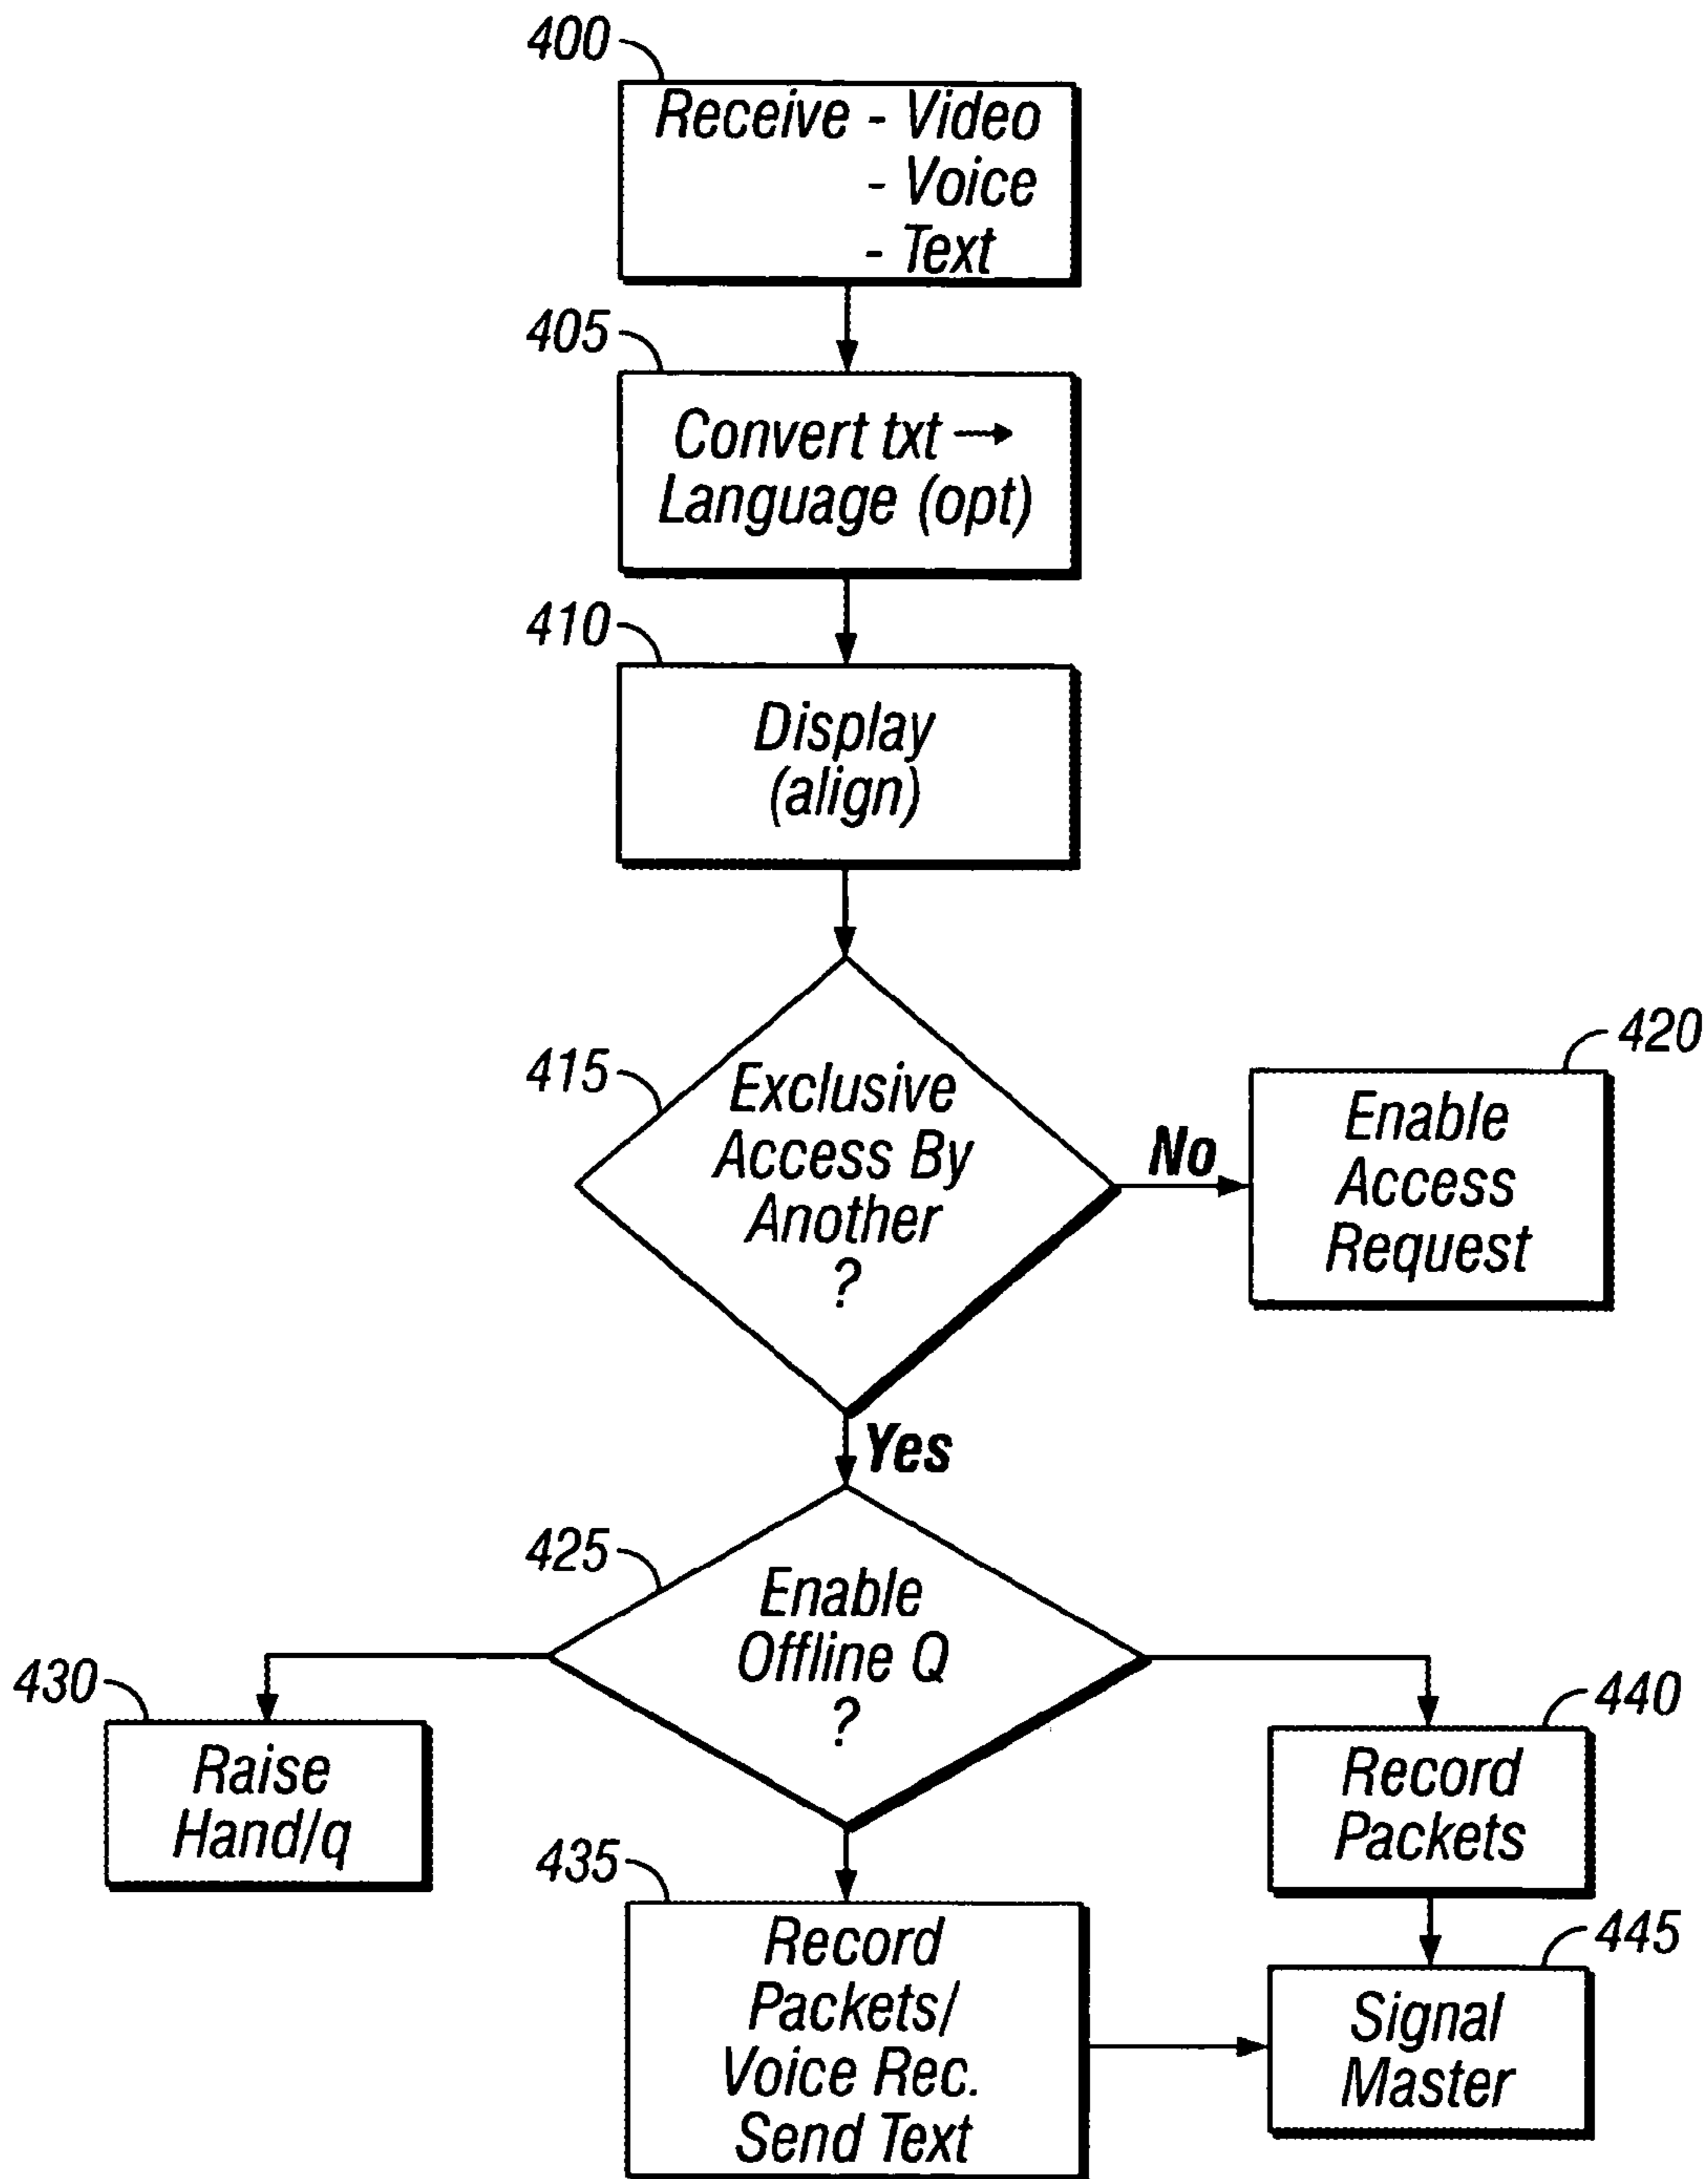 400
Receive - Video
- Voice
- Text
405
Convert txt →
Language (opt)
410
Display
(align)
415
Exclusive
Access By
Another
?
No
420
Enable
Access
Request
Yes
425
Enable
Offline Q
?
430
Raise
Hand/q
435
Record
Packets/
Voice Rec.
Send Text
440
Record
Packets
445
Signal
Master